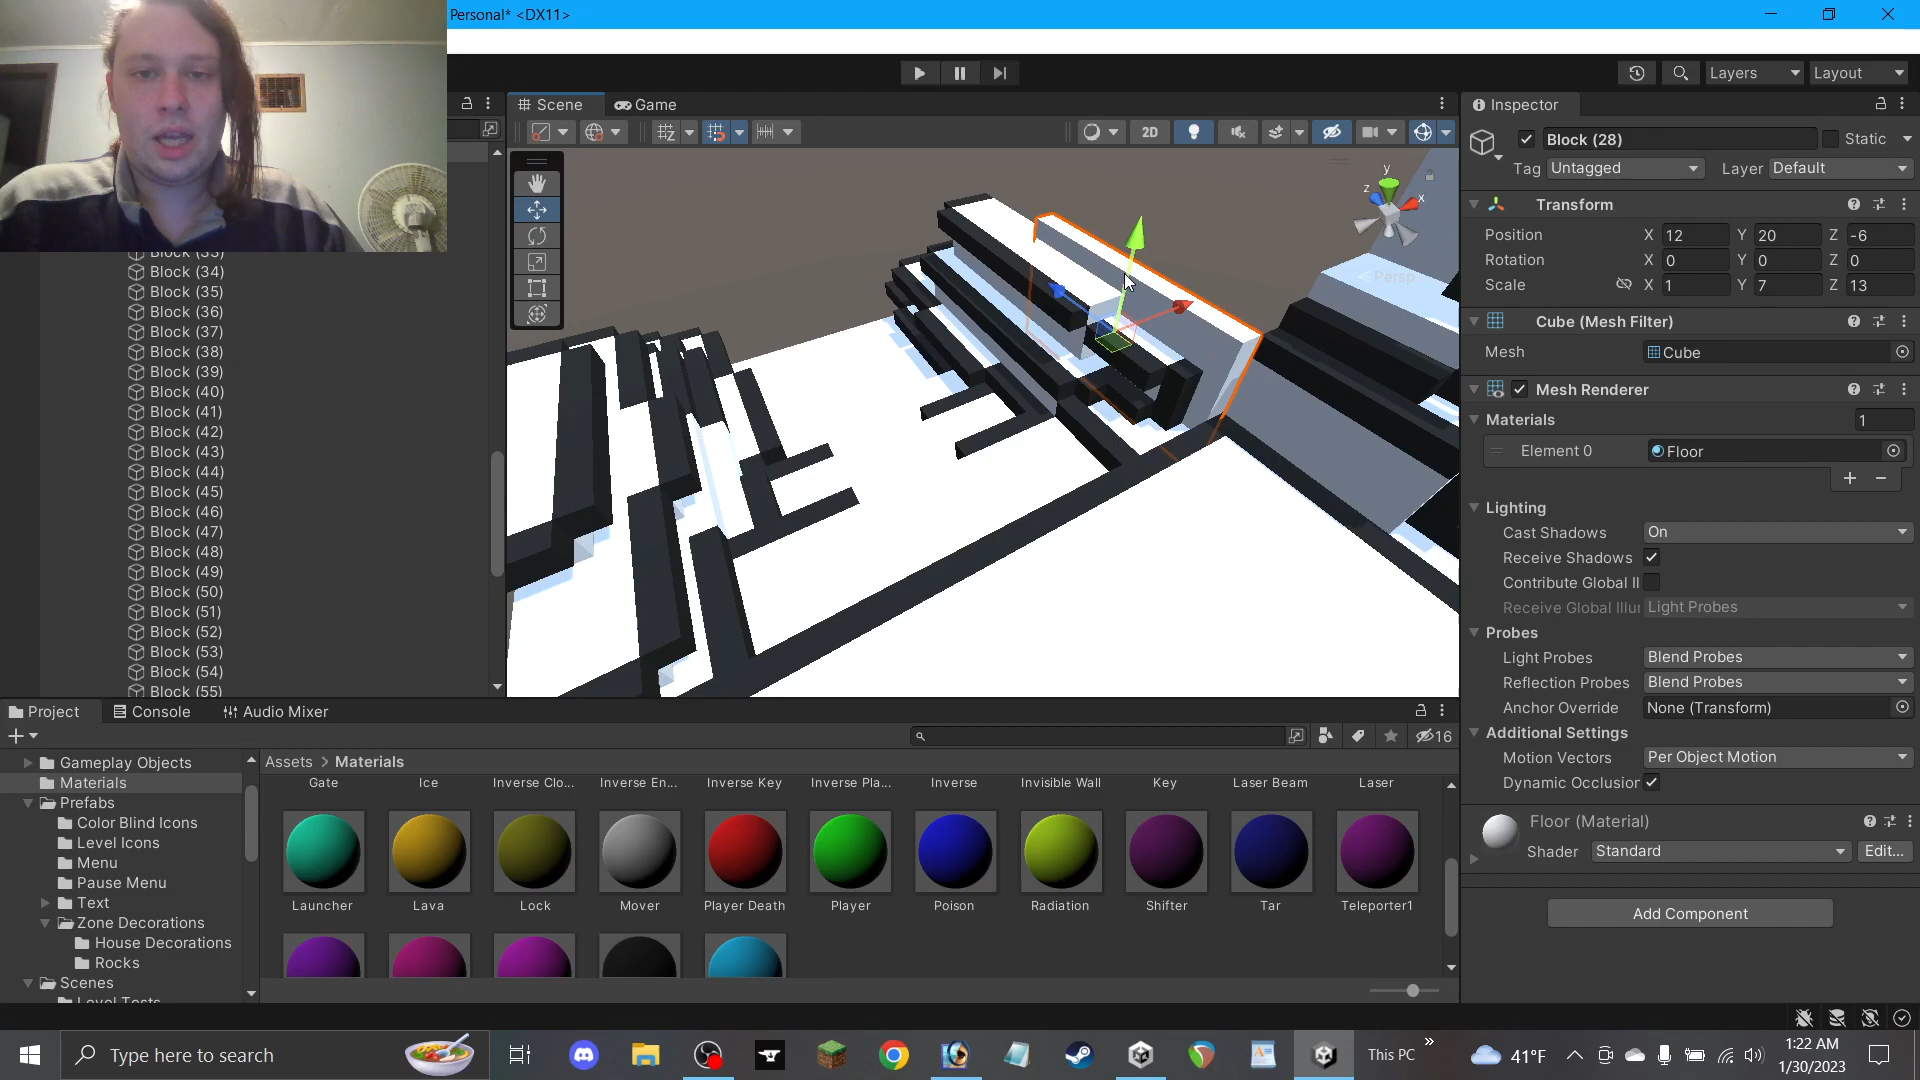 Personal* <DX11>
Layers
Layout
Scene
Game
2D
y
z
x
Persp
Block (33)
Block (34)
Block (35)
Block (36)
Block (37)
Block (38)
Block (39)
Block (40)
Block (41)
Block (42)
Block (43)
Block (44)
Block (45)
Block (46)
Block (47)
Block (48)
Block (49)
Block (50)
Block (51)
Block (52)
Block (53)
Block (54)
Block (55)
Inspector
Block (28)
Static
Tag Untagged Layer Default
Transform
Position X 12 Y 20 Z -6
Rotation X 0 Y 0 Z 0
Scale X 1 Y 7 Z 13
Cube (Mesh Filter)
Mesh Cube
Mesh Renderer
Materials 1
Element 0 Floor
Lighting
Cast Shadows On
Receive Shadows
Contribute Global Il
Receive Global Illu Light Probes
Probes
Light Probes Blend Probes
Reflection Probes Blend Probes
Anchor Override None (Transform)
Additional Settings
Motion Vectors Per Object Motion
Dynamic Occlusion
Floor (Material)
Shader Standard Edit...
Add Component
Project Console Audio Mixer
16
Gameplay Objects
Materials
Prefabs
Color Blind Icons
Level Icons
Menu
Pause Menu
Text
Zone Decorations
House Decorations
Rocks
Scenes
Level Tests
Assets > Materials
Gate Ice Inverse Clo... Inverse En... Inverse Key Inverse Pla... Inverse Invisible Wall Key Laser Beam Laser
Launcher Lava Lock Mover Player Death Player Poison Radiation Shifter Tar Teleporter1
Type here to search
This PC
41°F
1:22 AM
1/30/2023